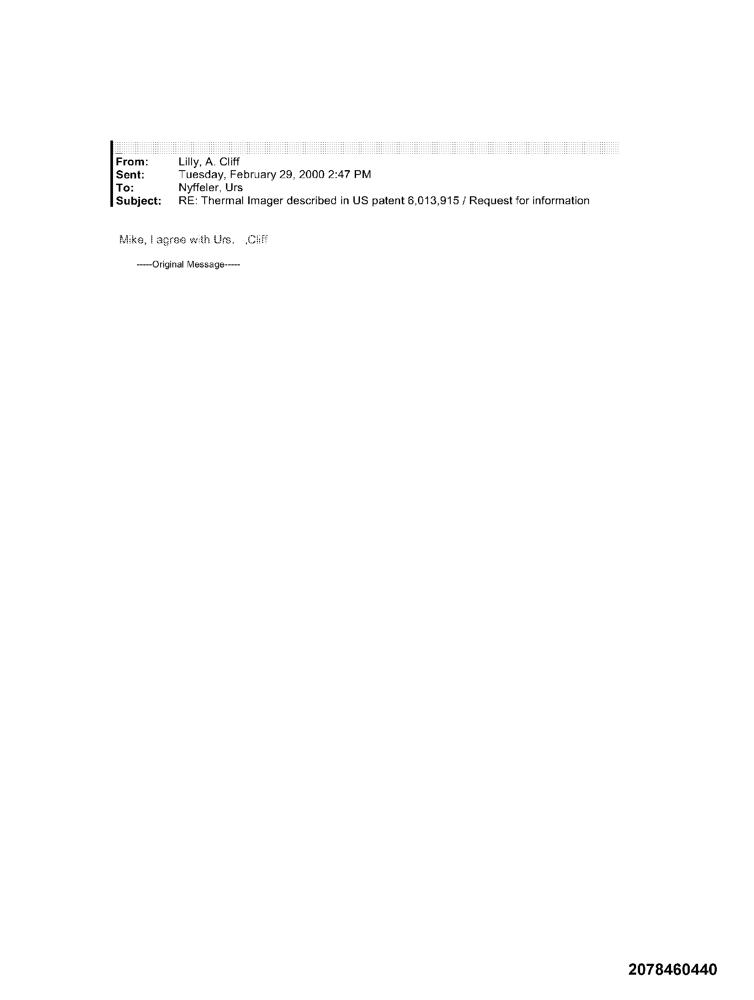 From: Lilly, A. Cliff
Sent: Tuesday, February 29, 2000 2:47 PM
To: Nyffeler, Urs
Subject: RE: Thermal Imager described in US patent 6,013,915 / Request for information
Mike, I agree with Urs. ,Cliff
-----Original Message-----
2078460440